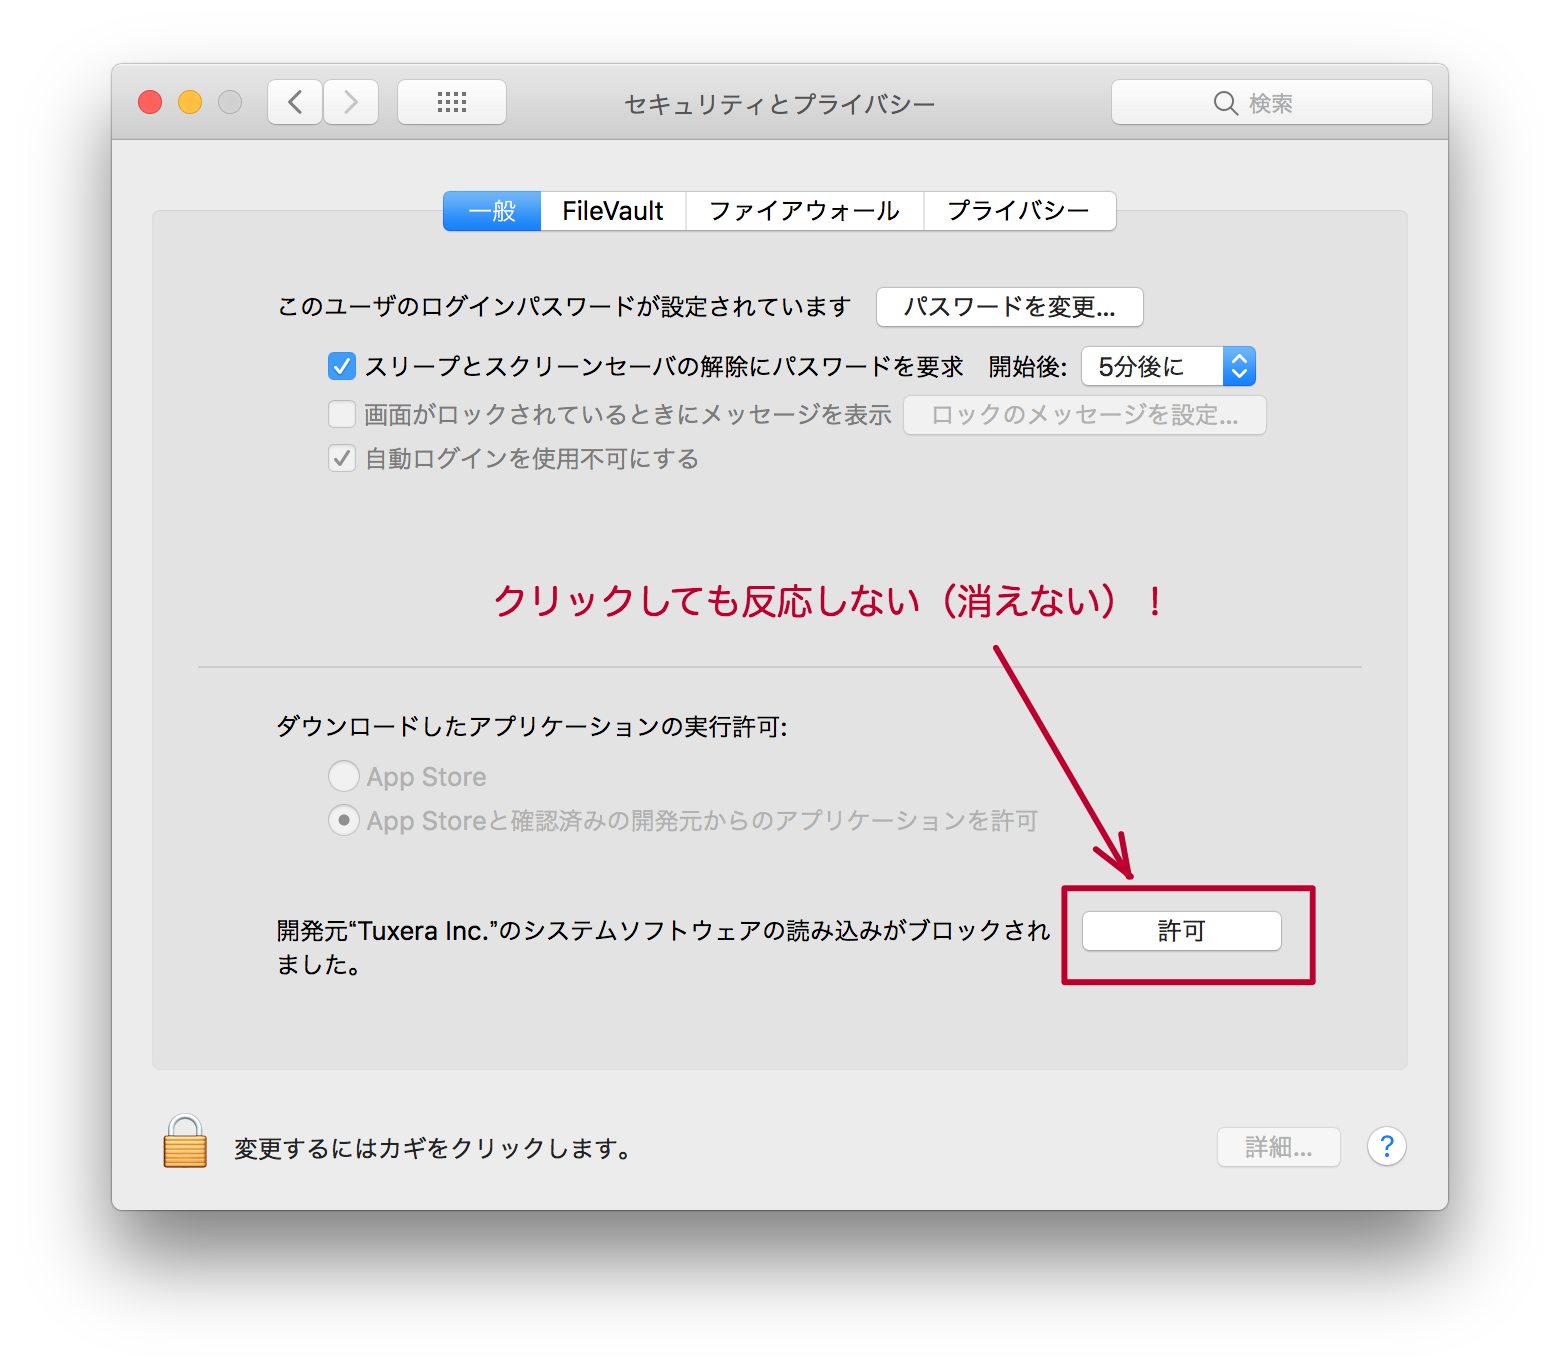 セキュリティとプライバシー
検索
一般 FileVault ファイアウォール プライバシー
このユーザのログインパスワードが設定されています パスワードを変更...
スリープとスクリーンセーバの解除にパスワードを要求 開始後: 5分後に
画面がロックされているときにメッセージを表示 ロックのメッセージを設定...
自動ログインを使用不可にする
クリックしても反応しない（消えない）！
ダウンロードしたアプリケーションの実行許可:
App Store
App Storeと確認済みの開発元からのアプリケーションを許可
開発元“Tuxera Inc.”のシステムソフトウェアの読み込みがブロックされ
ました。
許可
変更するにはカギをクリックします。
詳細... ?